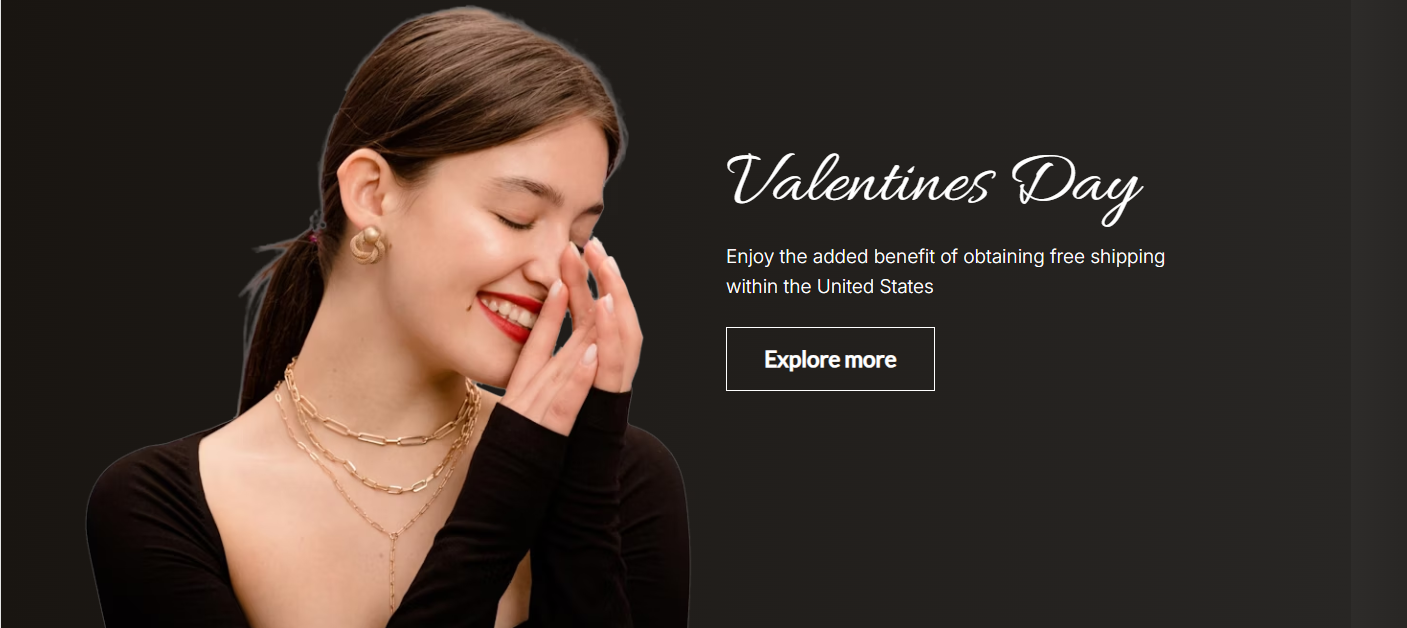 Valentines Day
Enjoy the added benefit of obtaining free shipping
within the United States
Explore more